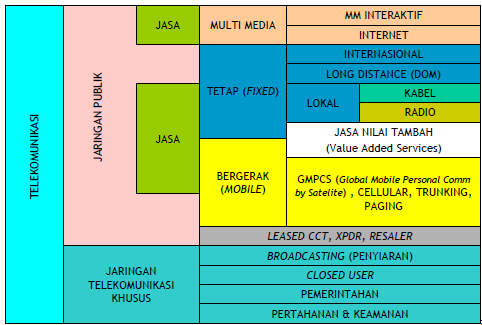 TELEKOMUNIKASI
JARINGAN PUBLIK
JASA
MULTI MEDIA
MM INTERAKTIF
INTERNET
JASA
TETAP (FIXED)
INTERNASIONAL
LONG DISTANCE (DOM)
LOKAL
KABEL
RADIO
JASA NILAI TAMBAH
(Value Added Services)
BERGERAK
(MOBILE)
GMPCS (Global Mobile Personal Comm
by Satelite) , CELLULAR, TRUNKING,
PAGING
LEASED CCT, XPDR, RESALER
JARINGAN
TELEKOMUNIKASI
KHUSUS
BROADCASTING (PENYIARAN)
CLOSED USER
PEMERINTAHAN
PERTAHANAN & KEAMANAN